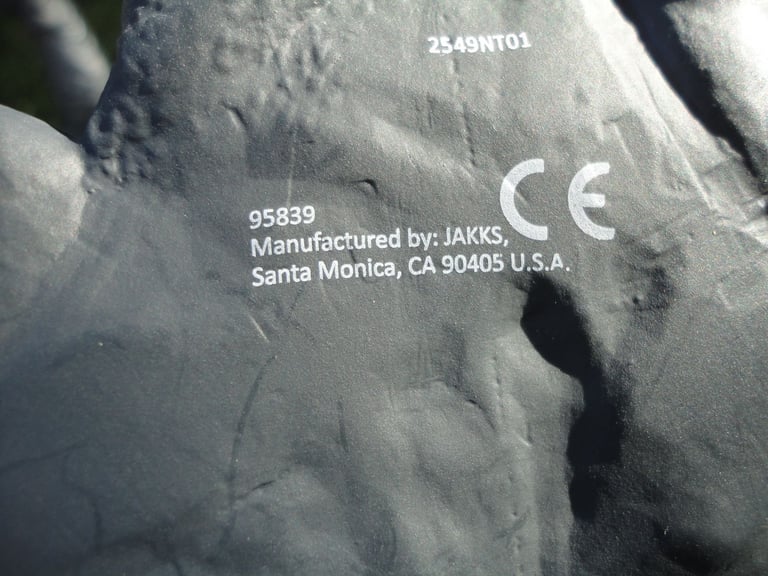 2549NT01
CE
95839
Manufactured by: JAKKS,
Santa Monica, CA 90405 U.S.A.